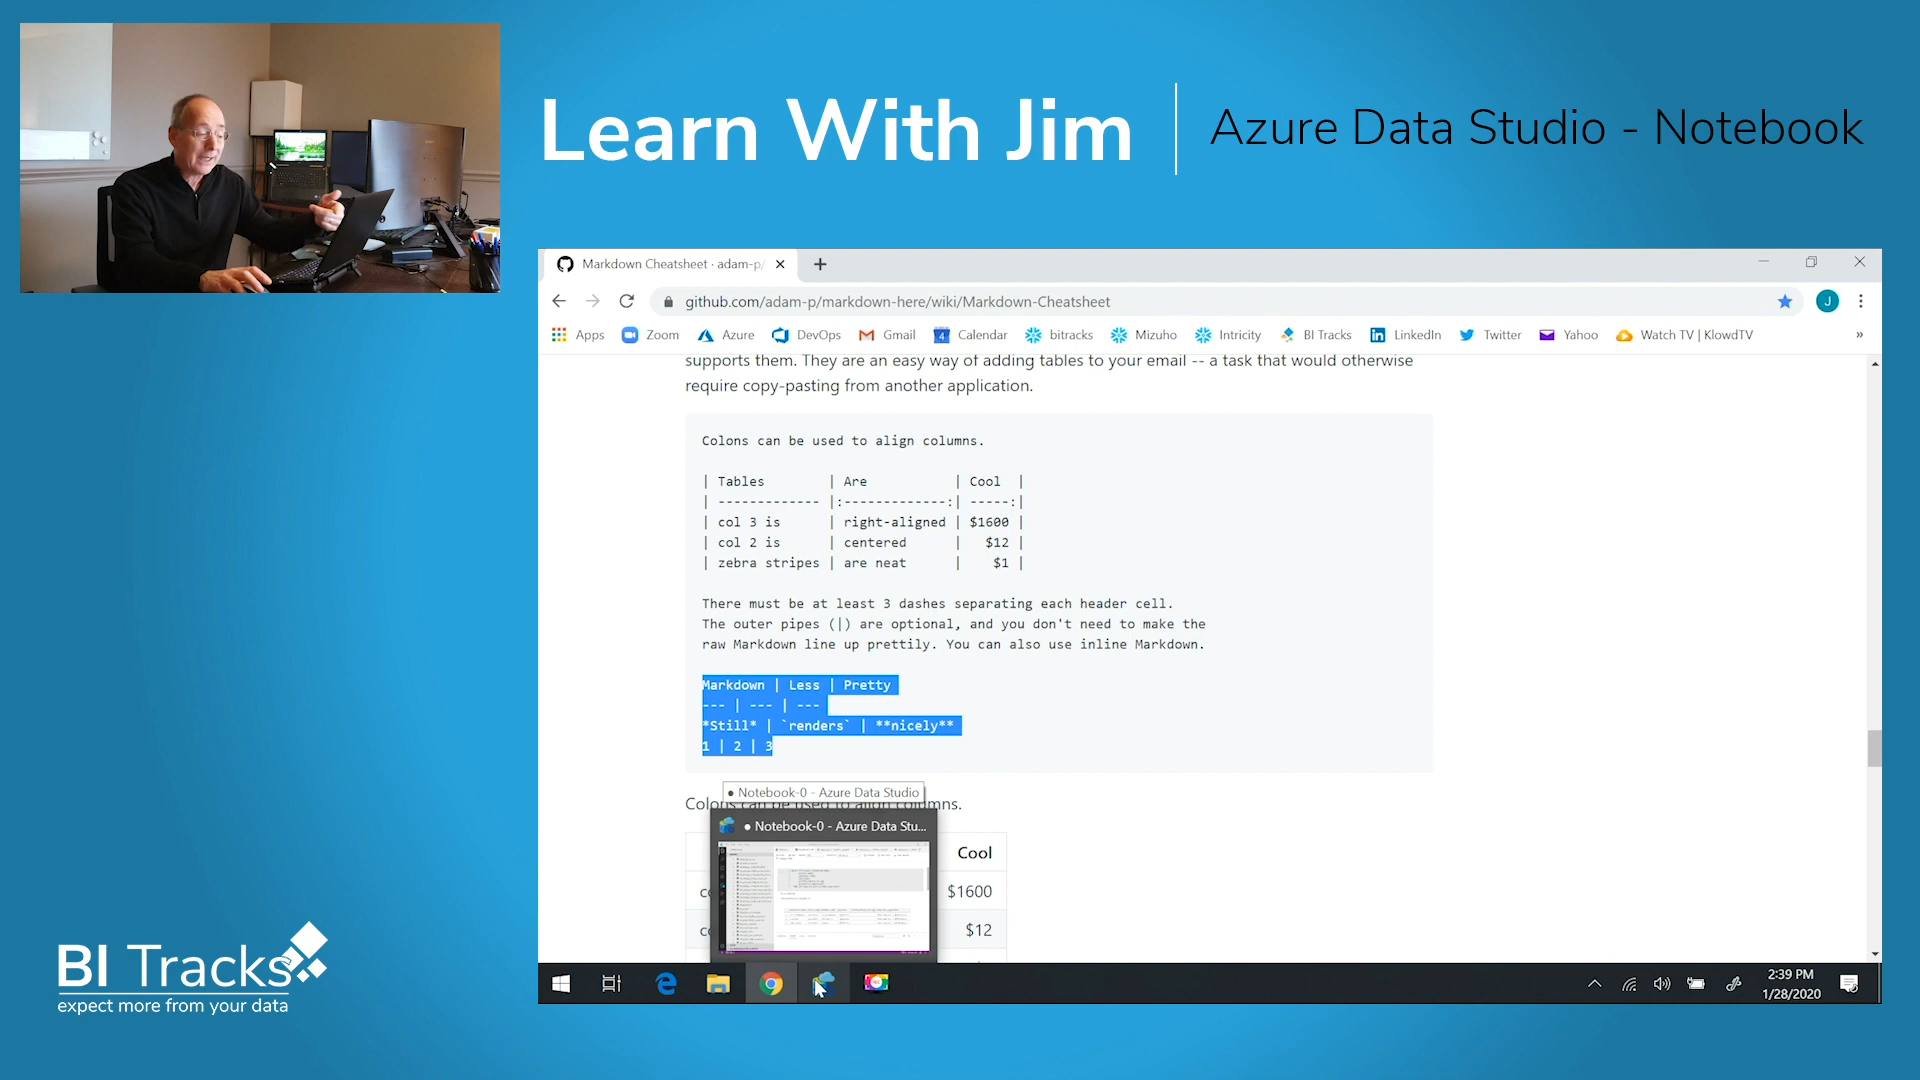 Learn With Jim
Azure Data Studio - Notebook
Markdown Cheatsheet · adam-p/
github.com/adam-p/markdown-here/wiki/Markdown-Cheatsheet
J
Apps Zoom Azure DevOps Gmail 4 Calendar bitracks Mizuho Intricity BI Tracks LinkedIn Twitter Yahoo Watch TV | KlowdTV »
supports them. They are an easy way of adding tables to your email -- a task that would otherwise
require copy-pasting from another application.
Colons can be used to align columns.
| Tables | Are | Cool |
| ------------- |:-------------:| -----:|
| col 3 is | right-aligned | $1600 |
| col 2 is | centered | $12 |
| zebra stripes | are neat | $1 |
There must be at least 3 dashes separating each header cell.
The outer pipes (|) are optional, and you don't need to make the
raw Markdown line up prettily. You can also use inline Markdown.
Markdown | Less | Pretty
--- | --- | ---
*Still* | `renders` | **nicely**
1 | 2 | 3
● Notebook-0 - Azure Data Studio
Colons can be used to align columns.
● Notebook-0 - Azure Data Stu...
Cool
$1600
$12
2:39 PM
1/28/2020
BI Tracks
expect more from your data